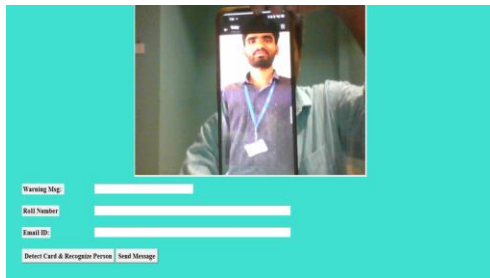 Warning Msg:
Roll Number
Email ID:
Detect Card & Recognize Person Send Message